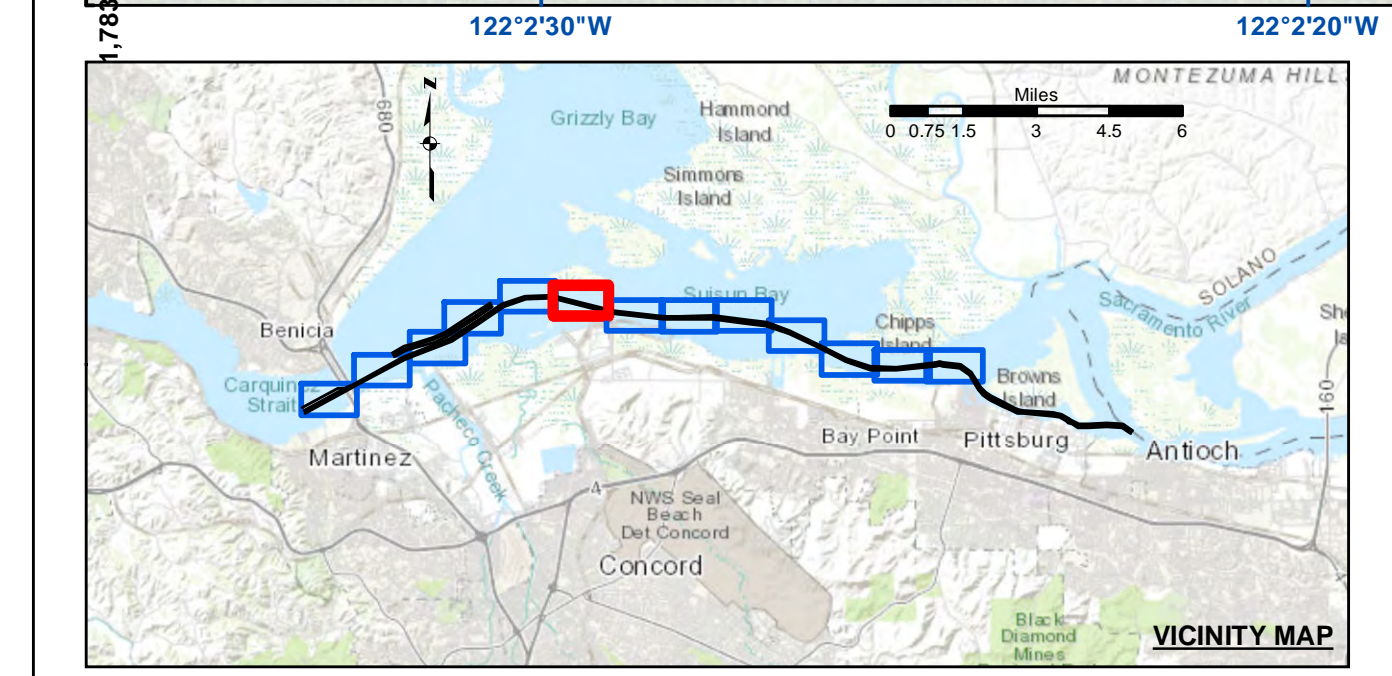 1,783
122°2'30"W
122°2'20"W
MONTEZUMA HILL
Miles
0 0.75 1.5 3 4.5 6
N
680
Grizzly Bay
Hammond
Island
Simmons
Island
SOLANO
Sacramento River
Suisun Bay
Chipps
Island
Benicia
Carquinez
Strait
Pacheco Creek
Browns
Island
160
Martinez
Bay Point
Pittsburg
Antioch
4
NWS Seal
Beach
Det Concord
Concord
Black
Diamond
Mines
VICINITY MAP